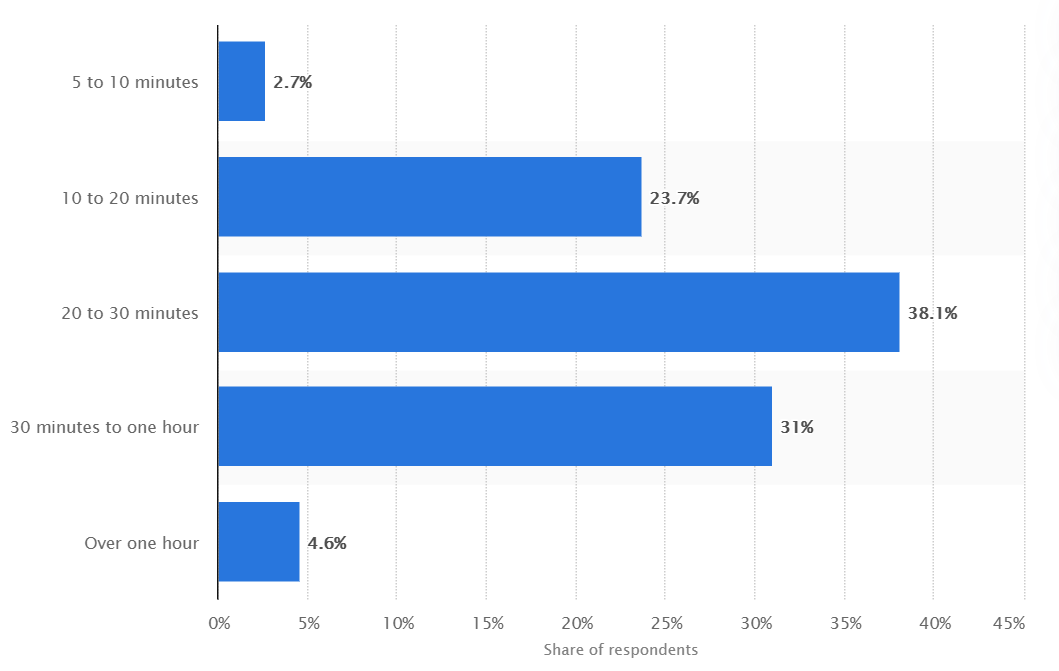 5 to 10 minutes
2.7%
10 to 20 minutes
23.7%
20 to 30 minutes
38.1%
30 minutes to one hour
31%
Over one hour
4.6%
0% 5% 10% 15% 20% 25% 30% 35% 40% 45%
Share of respondents